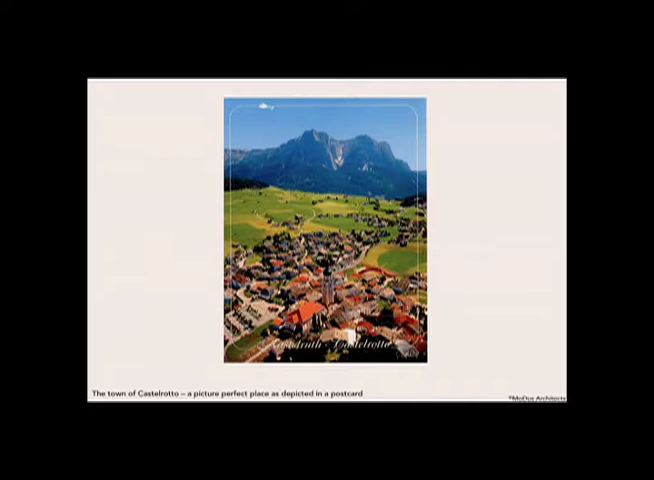 Kastelruth - Castelrotto
The town of Castelrotto – a picture perfect place as depicted in a postcard
©MoDus Architects